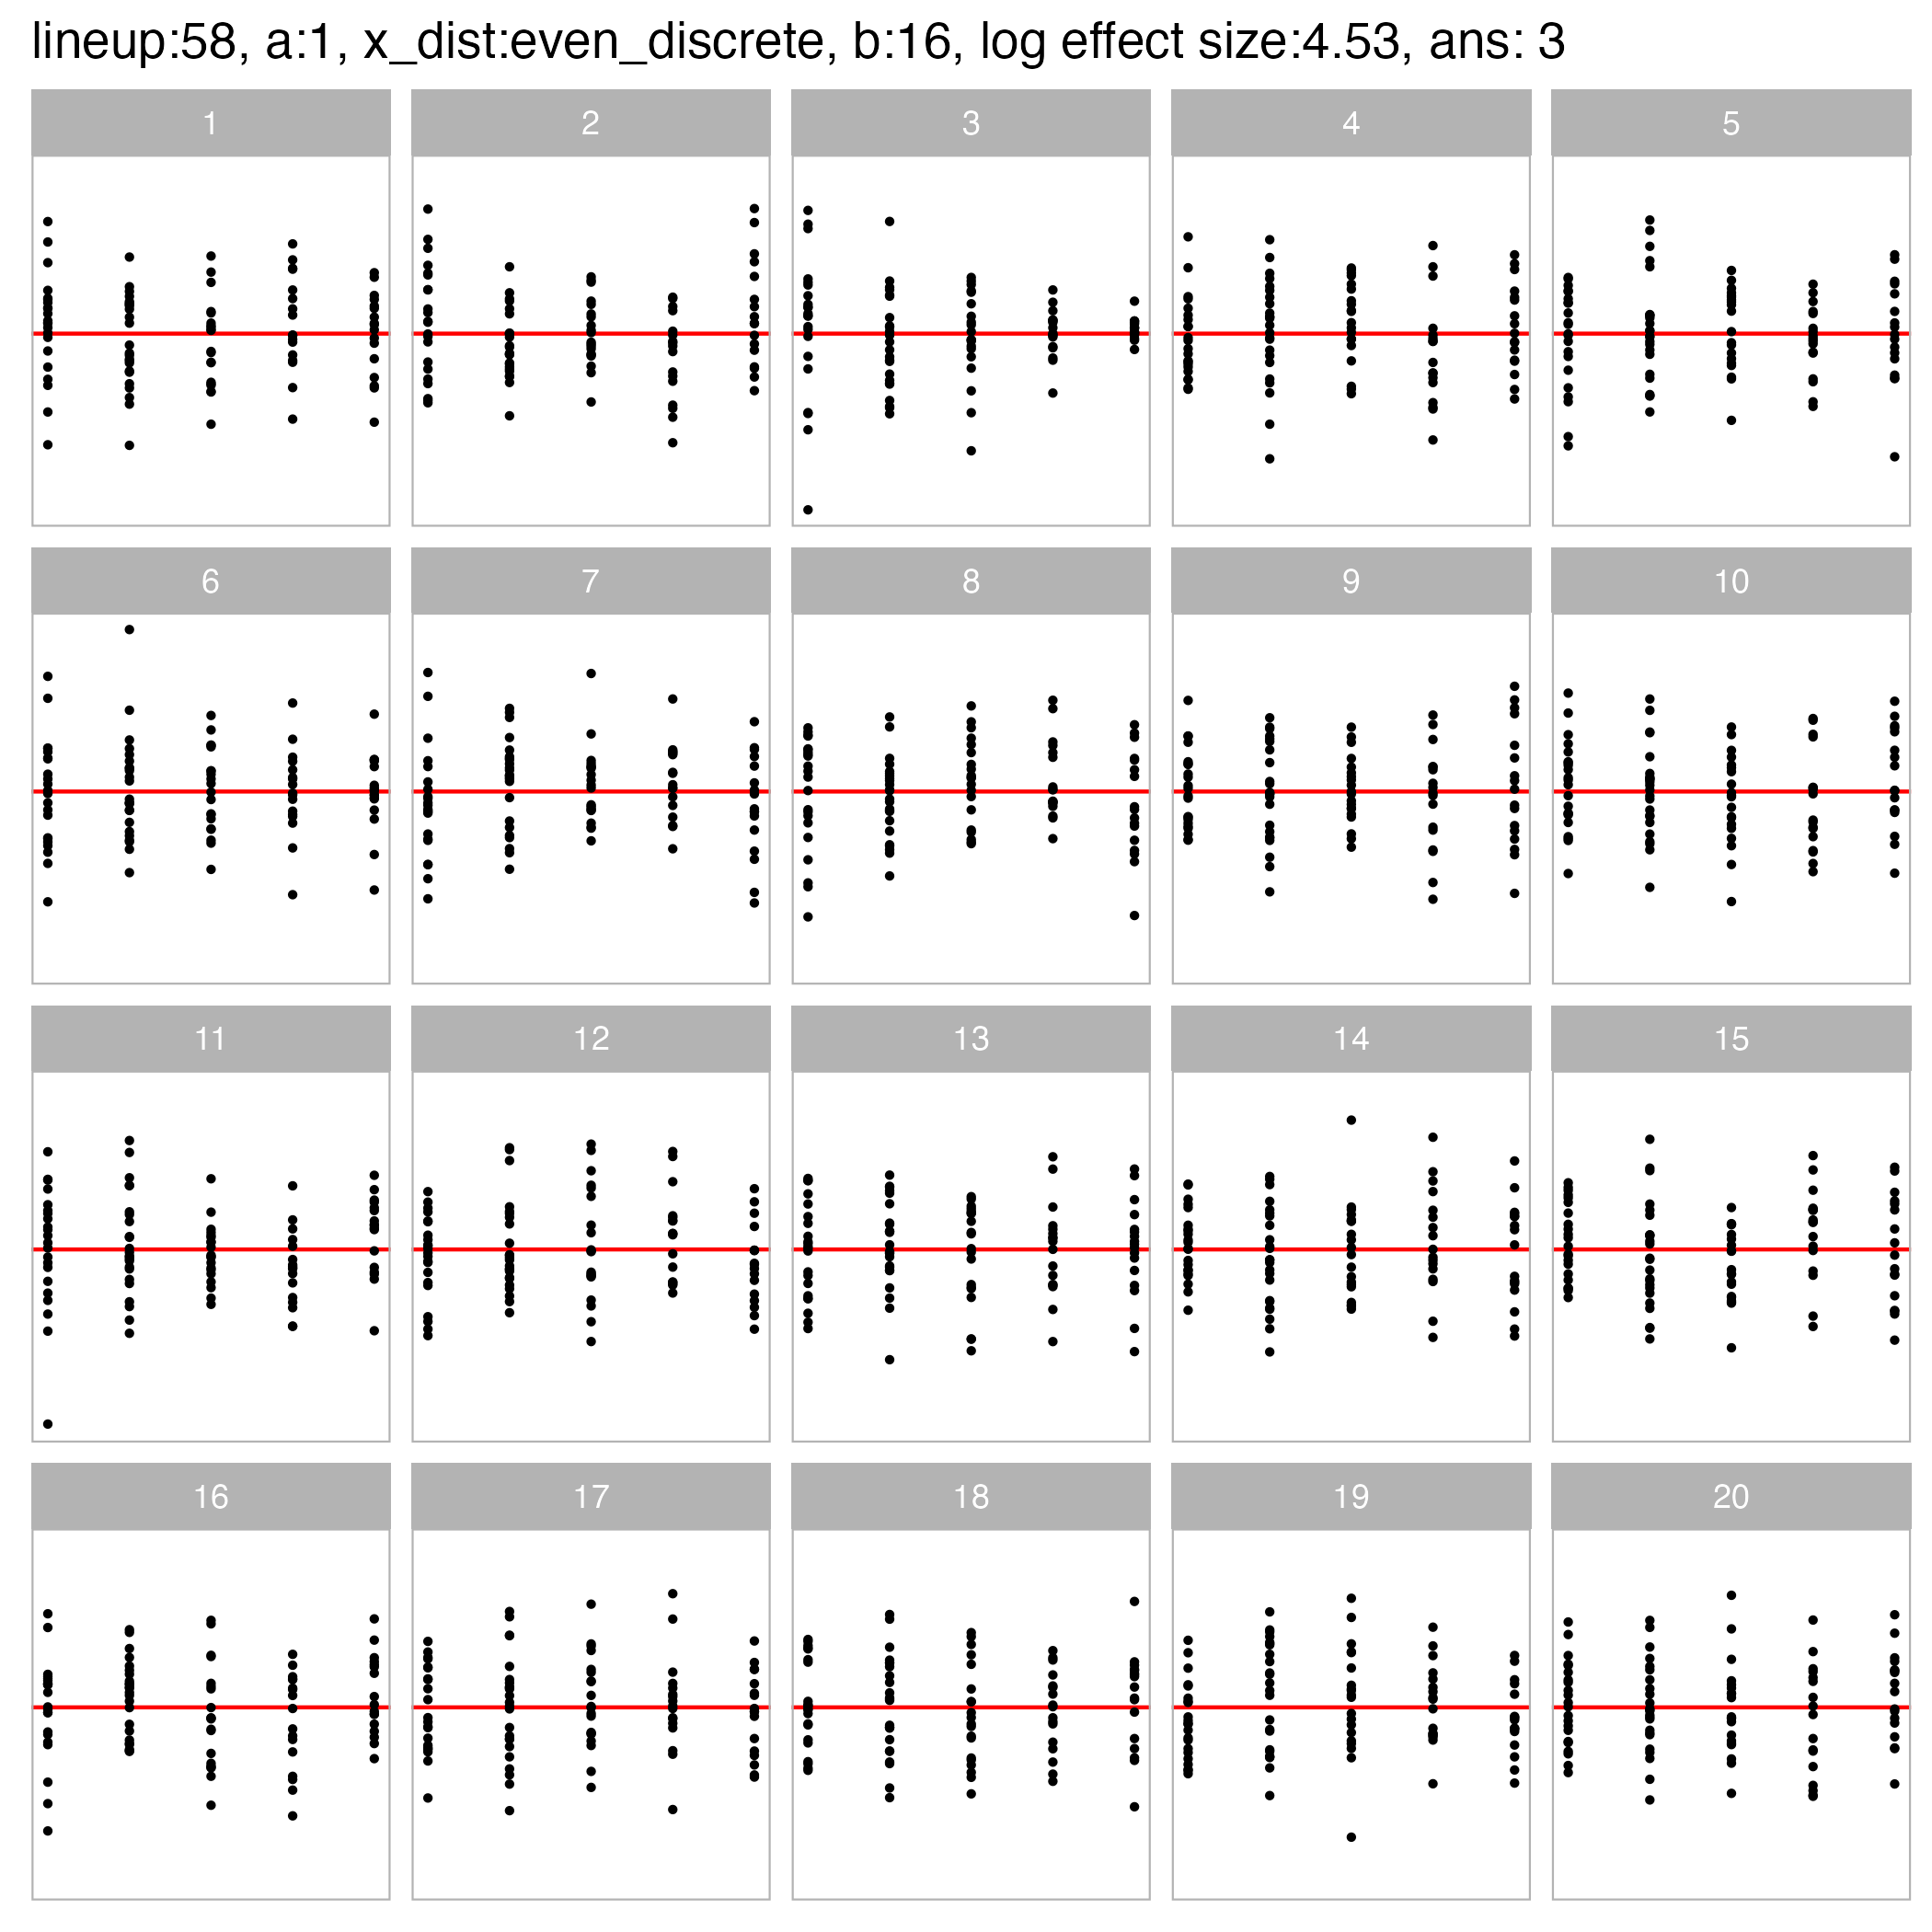 lineup:58, a:1, x_dist:even_discrete, b:16, log effect size:4.53, ans: 3
1 2 3 4 5
6 7 8 9 10
11 12 13 14 15
16 17 18 19 20